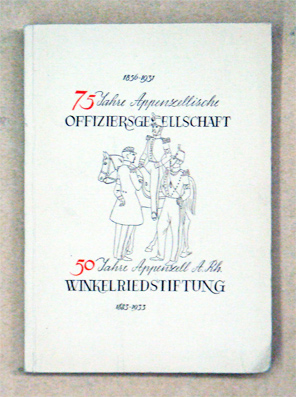 1856-1931
75 Jahre Appenzellische
OFFIZIERSGESELLSCHAFT
50 Jahre Appenzell A. Rh.
WINKELRIEDSTIFTUNG
1883-1933